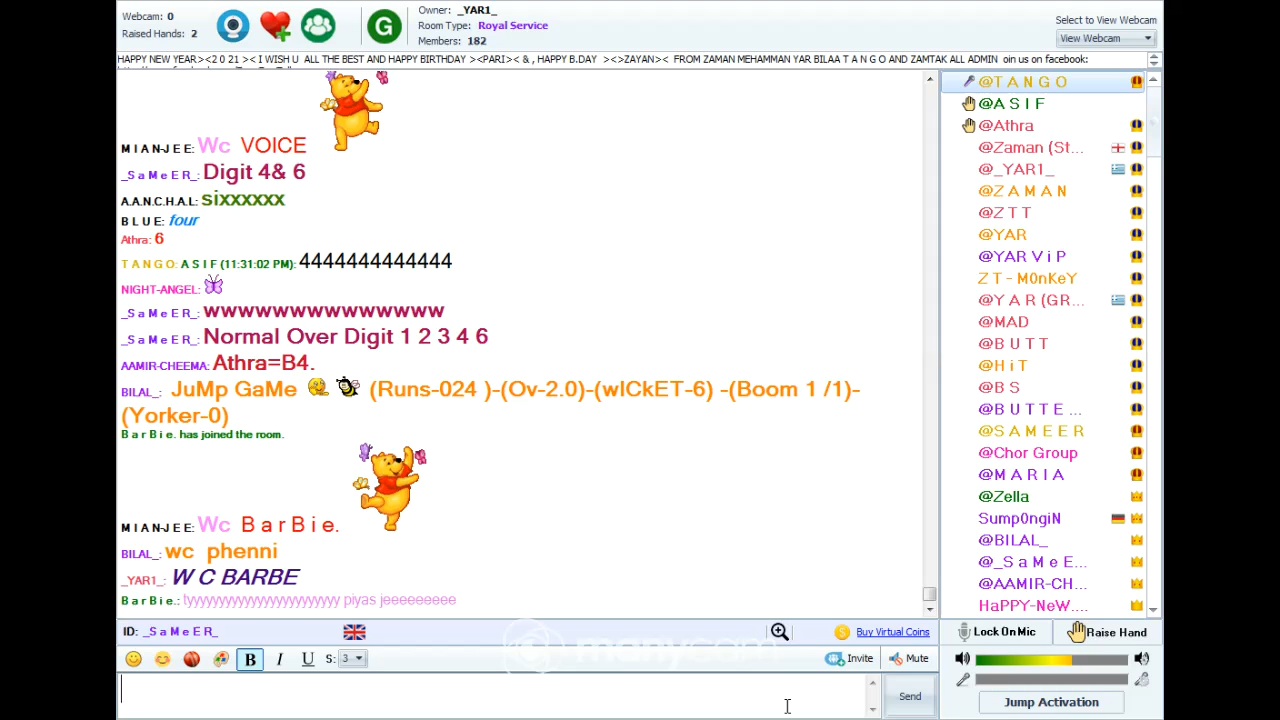 Webcam: 0
Raised Hands: 2
G
Owner: _YAR1_
Room Type: Royal Service
Members: 182
Select to View Webcam
View Webcam
HAPPY NEW YEAR><2 0 21 >< I WISH U ALL THE BEST AND HAPPY BIRTHDAY ><PARI>< & , HAPPY B.DAY ><>ZAYAN>< FROM ZAMAN MEHAMMAN YAR BILAA T A N G O AND ZAMTAK ALL ADMIN oin us on facebook:
M I A N-J E E: Wc VOICE
_S a M e E R_: Digit 4& 6
A.A.N.C.H.A.L: sixxxxxx
B L U E: four
Athra: 6
T A N G O: A S I F (11:31:02 PM): 4444444444444
NIGHT-ANGEL:
_S a M e E R_: wwwwwwwwwwwwww
_S a M e E R_: Normal Over Digit 1 2 3 4 6
AAMIR-CHEEMA: Athra=B4.
BILAL_: JuMp GaMe (Runs-024 )-(Ov-2.0)-(wICkET-6) -(Boom 1 /1)-
(Yorker-0)
B a r B i e. has joined the room.
M I A N-J E E: Wc B a r B i e.
BILAL_: wc phenni
_YAR1_: W C BARBE
B a r B i e.: tyyyyyyyyyyyyyyyyyyyyyyy piyas jeeeeeeeee
@T A N G O
@A S I F
@Athra
@Zaman (St...
@_YAR1_
@Z A M A N
@Z T T
@YAR
@YAR V i P
Z T - M0nKeY
@Y A R (GR...
@MAD
@B U T T
@H i T
@B S
@B U T T E ...
@S A M E E R
@Chor Group
@M A R I A
@Zella
Sump0ngiN
@BILAL_
@_S a M e E...
@AAMIR-CH...
HaPPY-NeW....
ID: _S a M e E R_
Buy Virtual Coins
Lock On Mic
Raise Hand
manycam
B I U S: 3
Invite
Mute
Send
Jump Activation